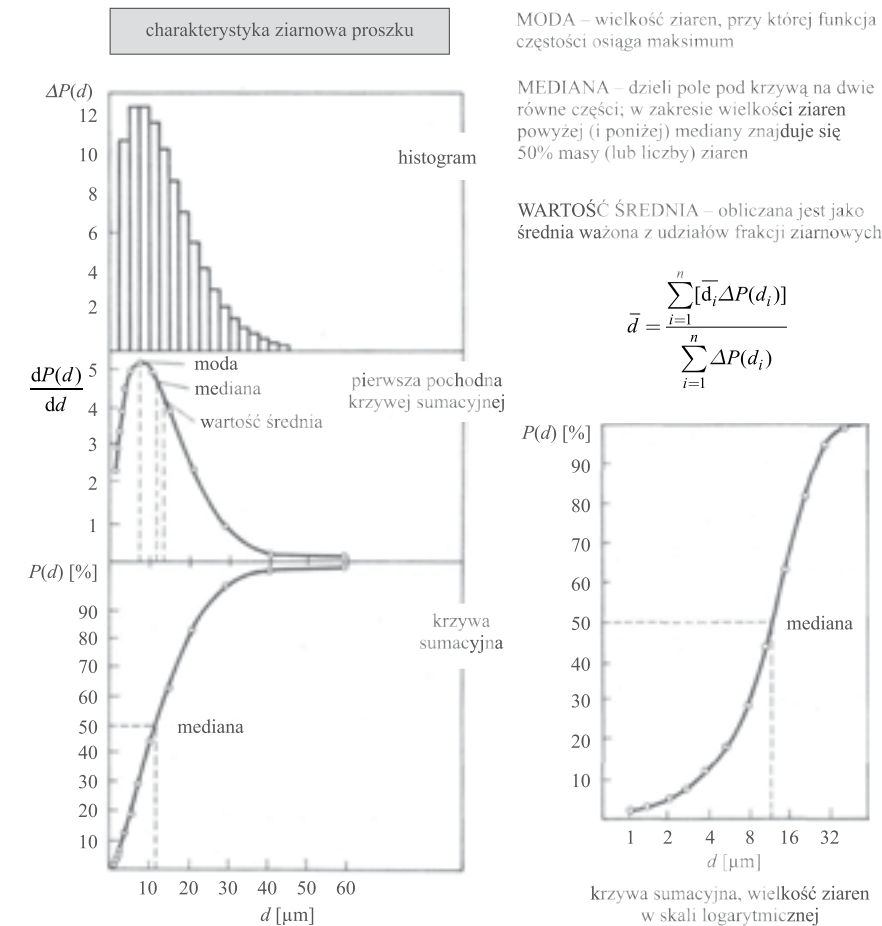 charakterystyka ziarnowa proszku
ΔP(d)
12
10
8
6
4
2
histogram
dP(d)
dd
5
4
3
2
1
moda
mediana
wartość średnia
pierwsza pochodna
krzywej sumacyjnej
P(d) [%]
90
80
70
60
50
40
30
20
10
mediana
krzywa
sumacyjna
10 20 30 40 50 60
d [μm]
MODA – wielkość ziaren, przy której funkcja
częstości osiąga maksimum
MEDIANA – dzieli pole pod krzywą na dwie
równe części; w zakresie wielkości ziaren
powyżej (i poniżej) mediany znajduje się
50% masy (lub liczby) ziaren
WARTOŚĆ ŚREDNIA – obliczana jest jako
średnia ważona z udziałów frakcji ziarnowych
n
∑[d̅ᵢΔP(dᵢ)]
i=1
d̅ =
n
∑ΔP(dᵢ)
i=1
P(d) [%]
90
80
70
60
50
40
30
20
10
mediana
1 2 4 8 16 32
d [μm]
krzywa sumacyjna, wielkość ziaren
w skali logarytmicznej